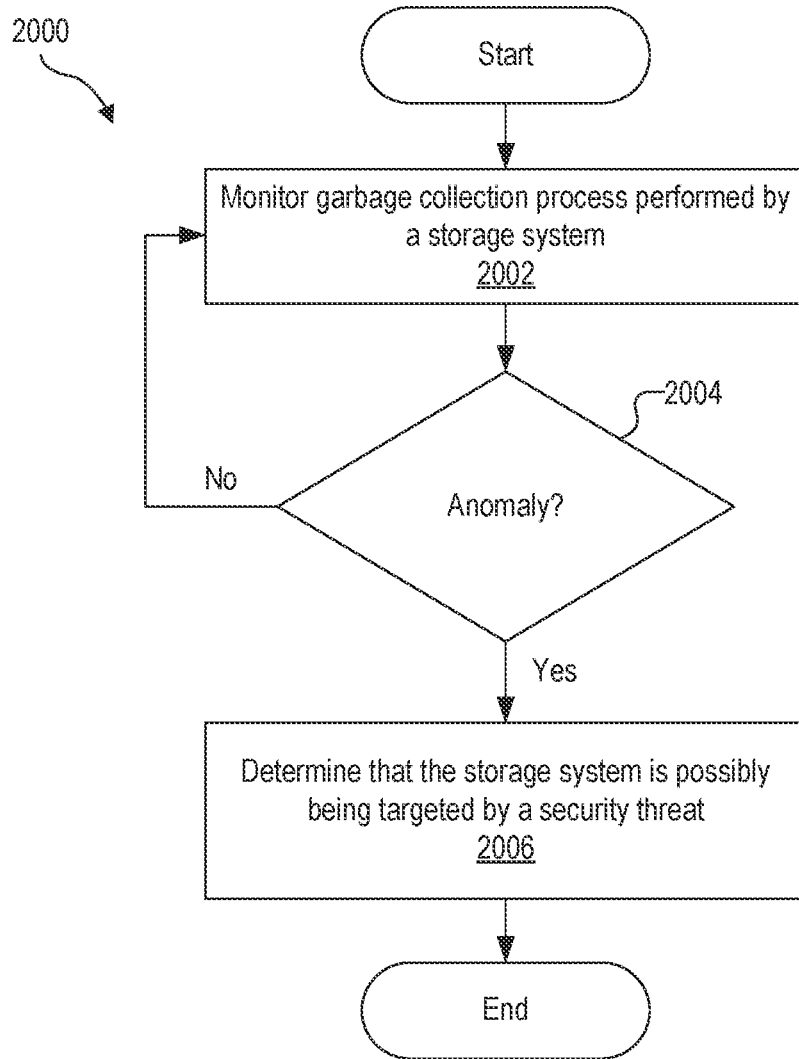 2000
Start
Monitor garbage collection process performed by
a storage system
2002
2004
Anomaly?
No
Yes
Determine that the storage system is possibly
being targeted by a security threat
2006
End